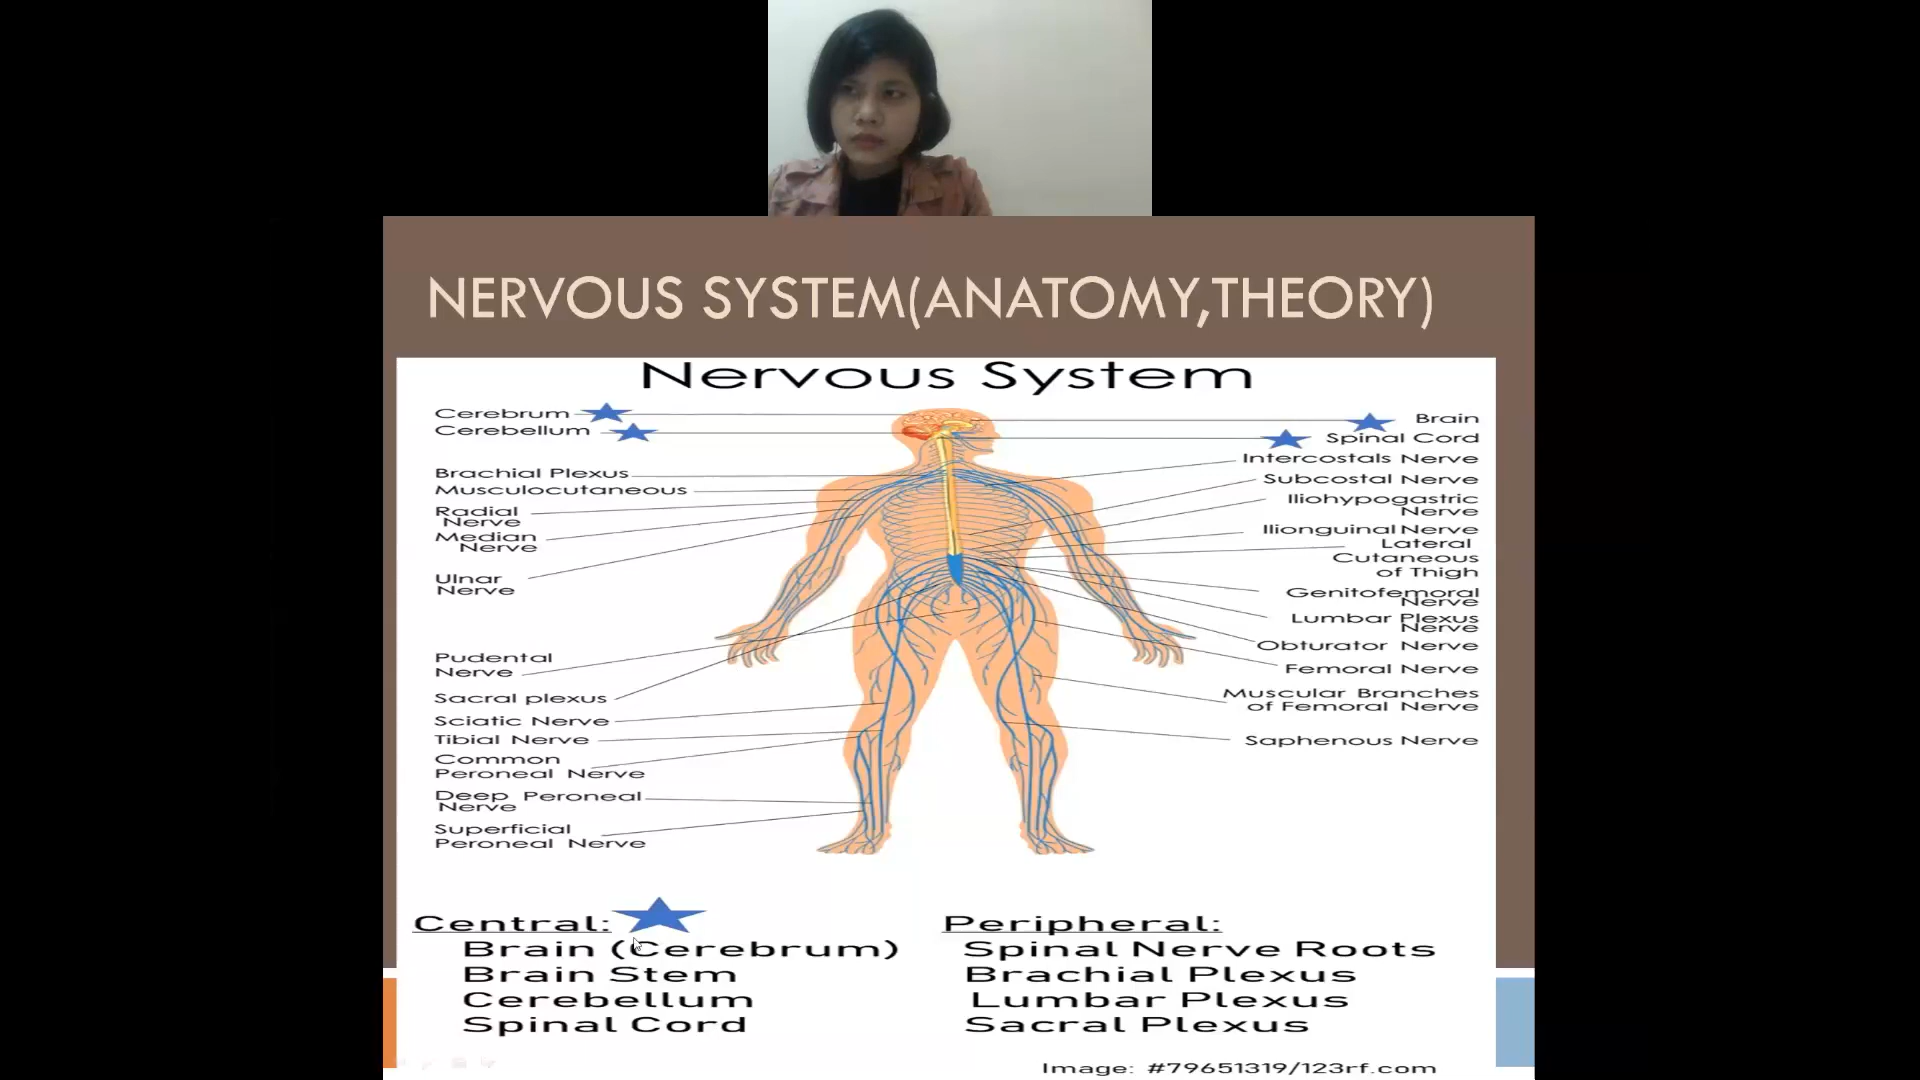 NERVOUS SYSTEM(ANATOMY,THEORY)
Nervous System
Cerebrum
Cerebellum
Brachial Plexus
Musculocutaneous
Radial
Nerve
Median
Nerve
Ulnar
Nerve
Pudental
Nerve
Sacral plexus
Sciatic Nerve
Tibial Nerve
Common
Peroneal Nerve
Deep Peroneal
Nerve
Superficial
Peroneal Nerve
Brain
Spinal Cord
Intercostals Nerve
Subcostal Nerve
Iliohypogastric
Nerve
Ilionguinal Nerve
Lateral
Cutaneous
of Thigh
Genitofemoral
Nerve
Lumbar Plexus
Nerve
Obturator Nerve
Femoral Nerve
Muscular Branches
of Femoral Nerve
Saphenous Nerve
Central:
Brain (Cerebrum)
Brain Stem
Cerebellum
Spinal Cord
Peripheral:
Spinal Nerve Roots
Brachial Plexus
Lumbar Plexus
Sacral Plexus
Image: #79651319/123rf.com